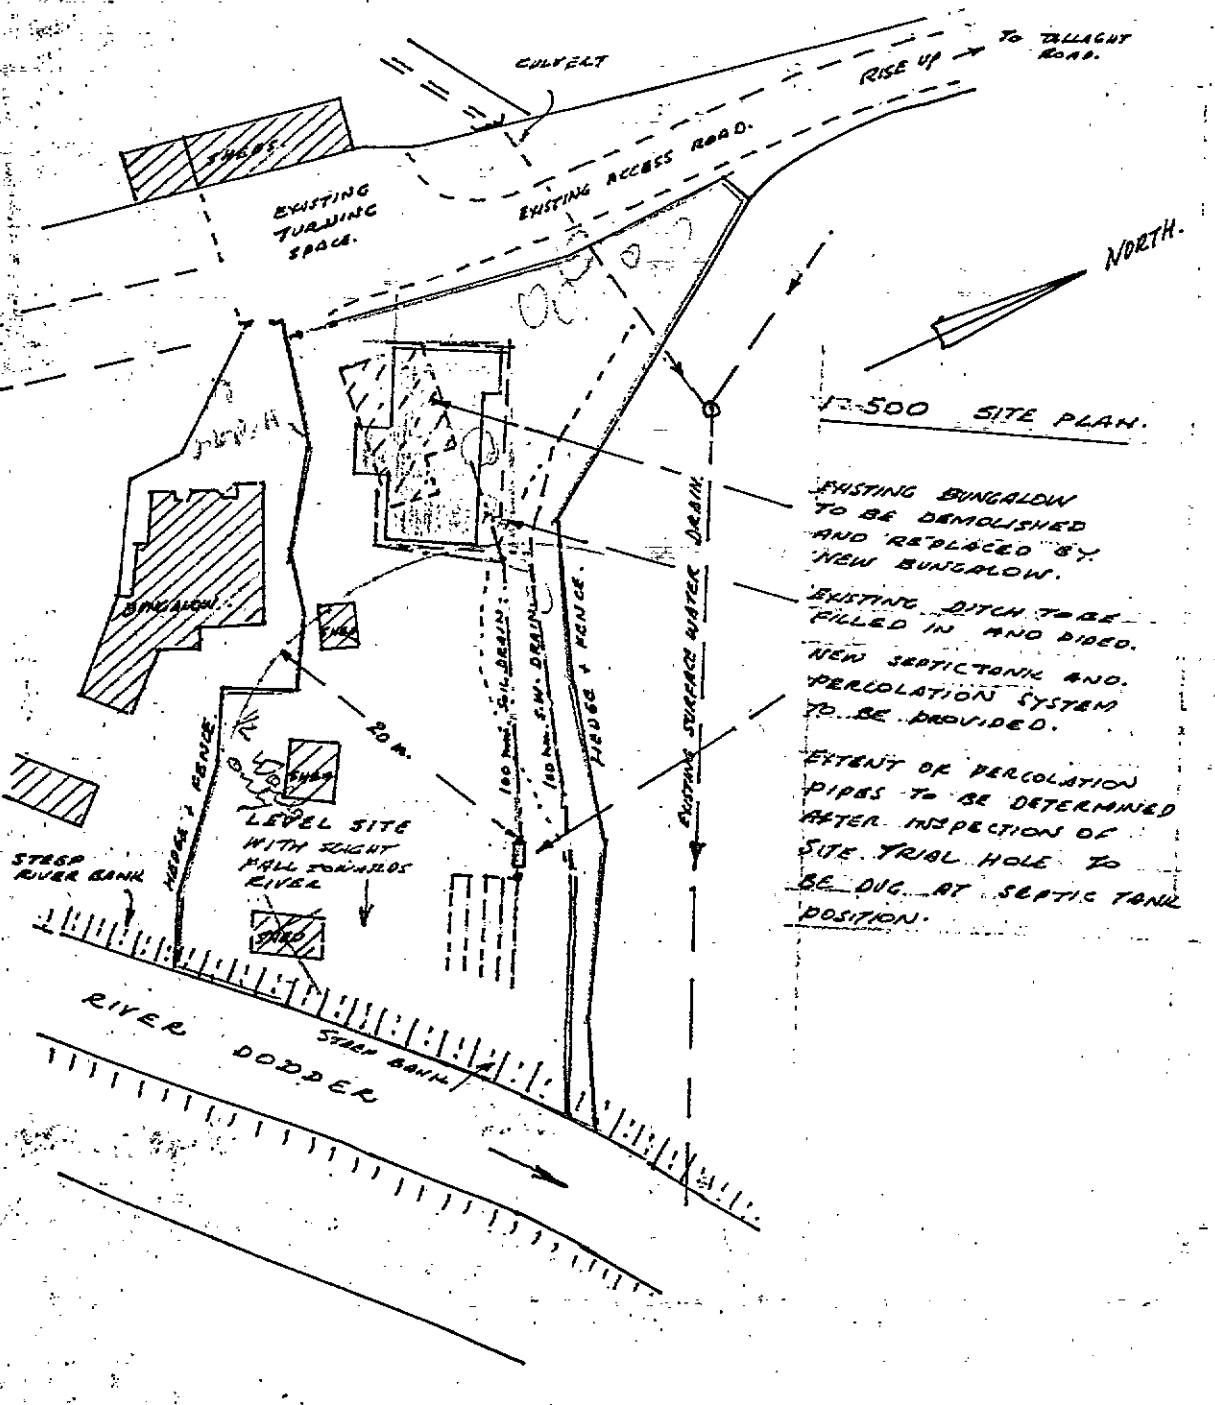 CULVERT
TO TALLAGHT
ROAD.
RISE UP
SHEDS.
EXISTING ACCESS ROAD.
EXISTING
TURNING
SPACE.
NORTH.
1-500 SITE PLAN.
EXISTING BUNGALOW
TO BE DEMOLISHED
AND REPLACED BY
NEW BUNGALOW.
EXISTING DITCH TO BE
FILLED IN AND PIPED.
NEW SEPTIC TANK AND.
PERCOLATION SYSTEM
TO BE PROVIDED.
EXTENT OF PERCOLATION
PIPES TO BE DETERMINED
AFTER INSPECTION OF
SITE TRIAL HOLE TO
BE DUG AT SEPTIC TANK
POSITION.
BUNGALOW.
SHED
100 mm. SOIL DRAIN.
100 mm. S.W. DRAIN
HEDGE + FENCE.
EXISTING SURFACE WATER DRAIN.
20 m.
HEDGE + FENCE
SHED
LEVEL SITE
WITH SLIGHT
FALL TOWARDS
RIVER
STEEP
RIVER BANK
SHED
RIVER DODDER
STEEP BANK